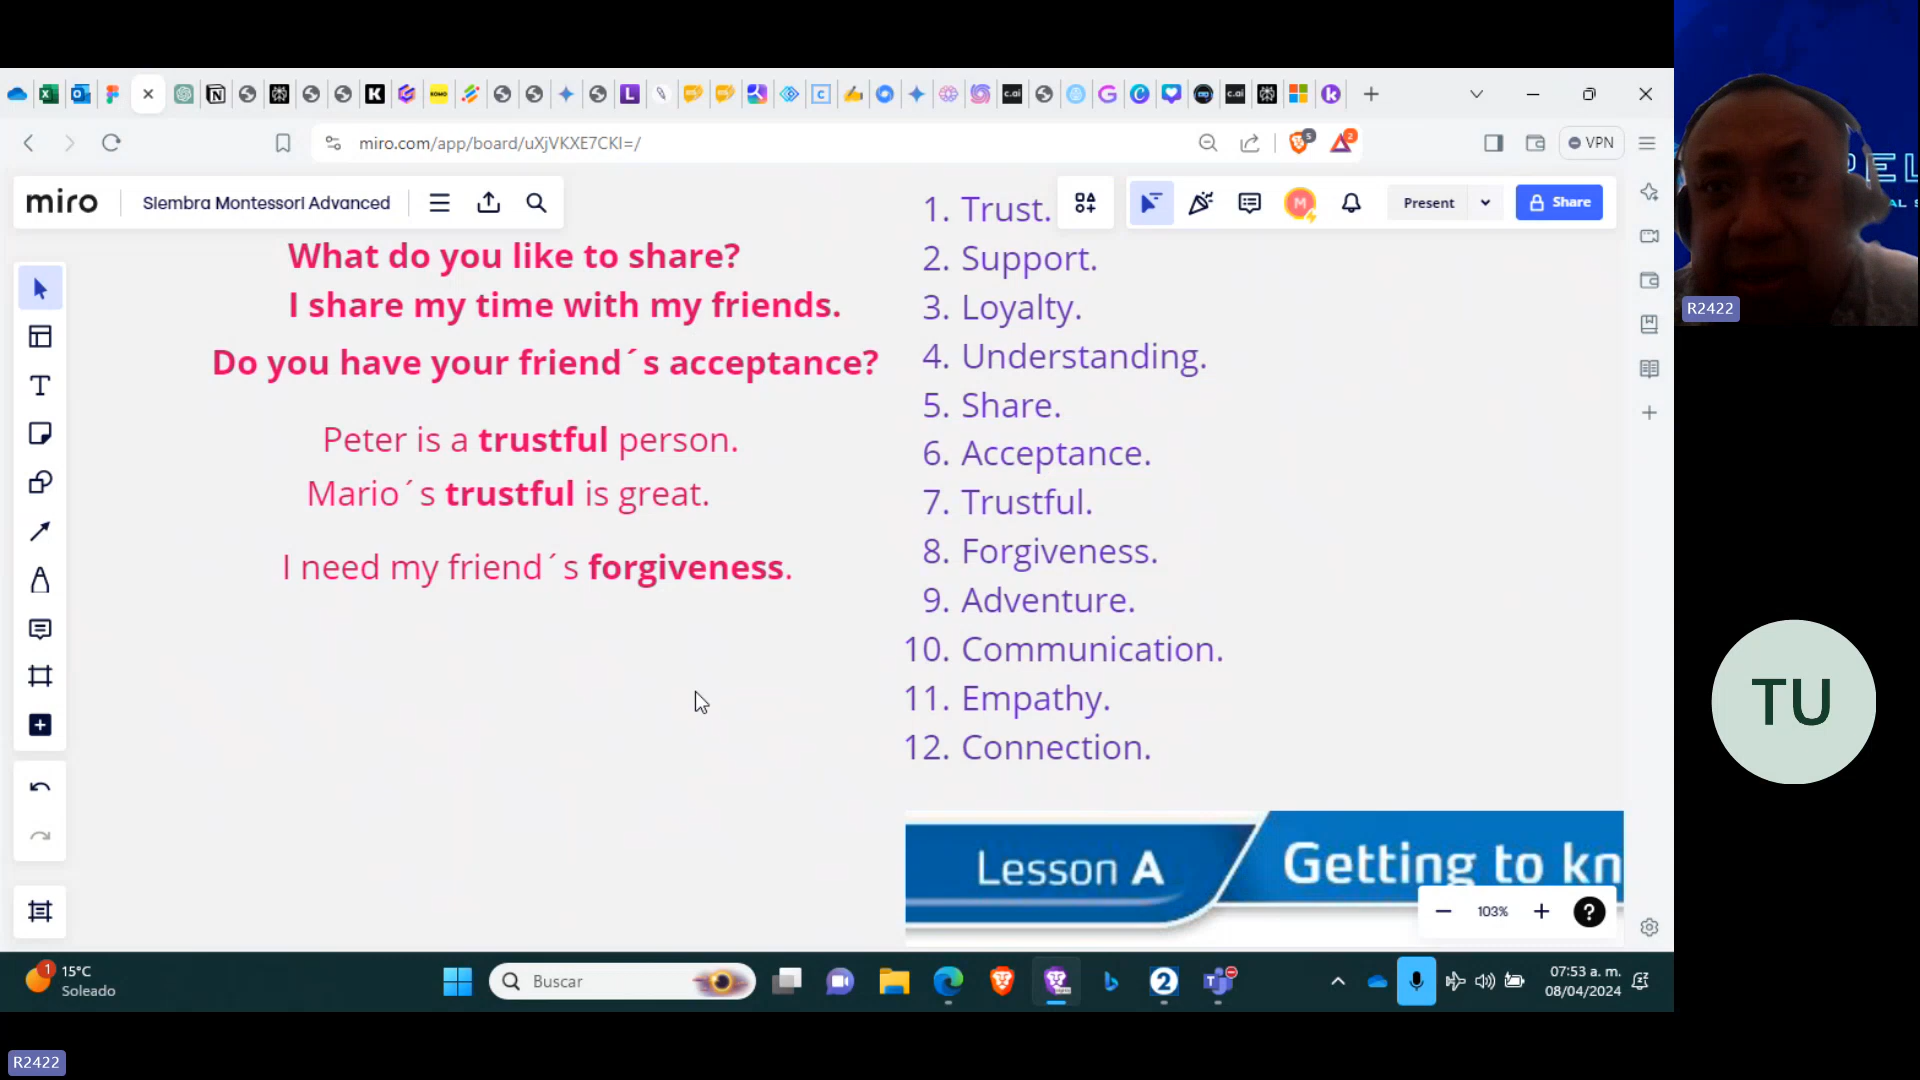 miro.com/app/board/uXjVKXE7CKI=/
VPN
miro
Siembra Montessori Advanced
Present
Share
What do you like to share?
I share my time with my friends.
Do you have your friend´s acceptance?
Peter is a trustful person.
Mario´s trustful is great.
I need my friend´s forgiveness.
1. Trust.
2. Support.
3. Loyalty.
4. Understanding.
5. Share.
6. Acceptance.
7. Trustful.
8. Forgiveness.
9. Adventure.
10. Communication.
11. Empathy.
12. Connection.
Lesson A
Getting to kn
103%
R2422
TU
15°C
Soleado
Buscar
07:53 a. m.
08/04/2024
R2422